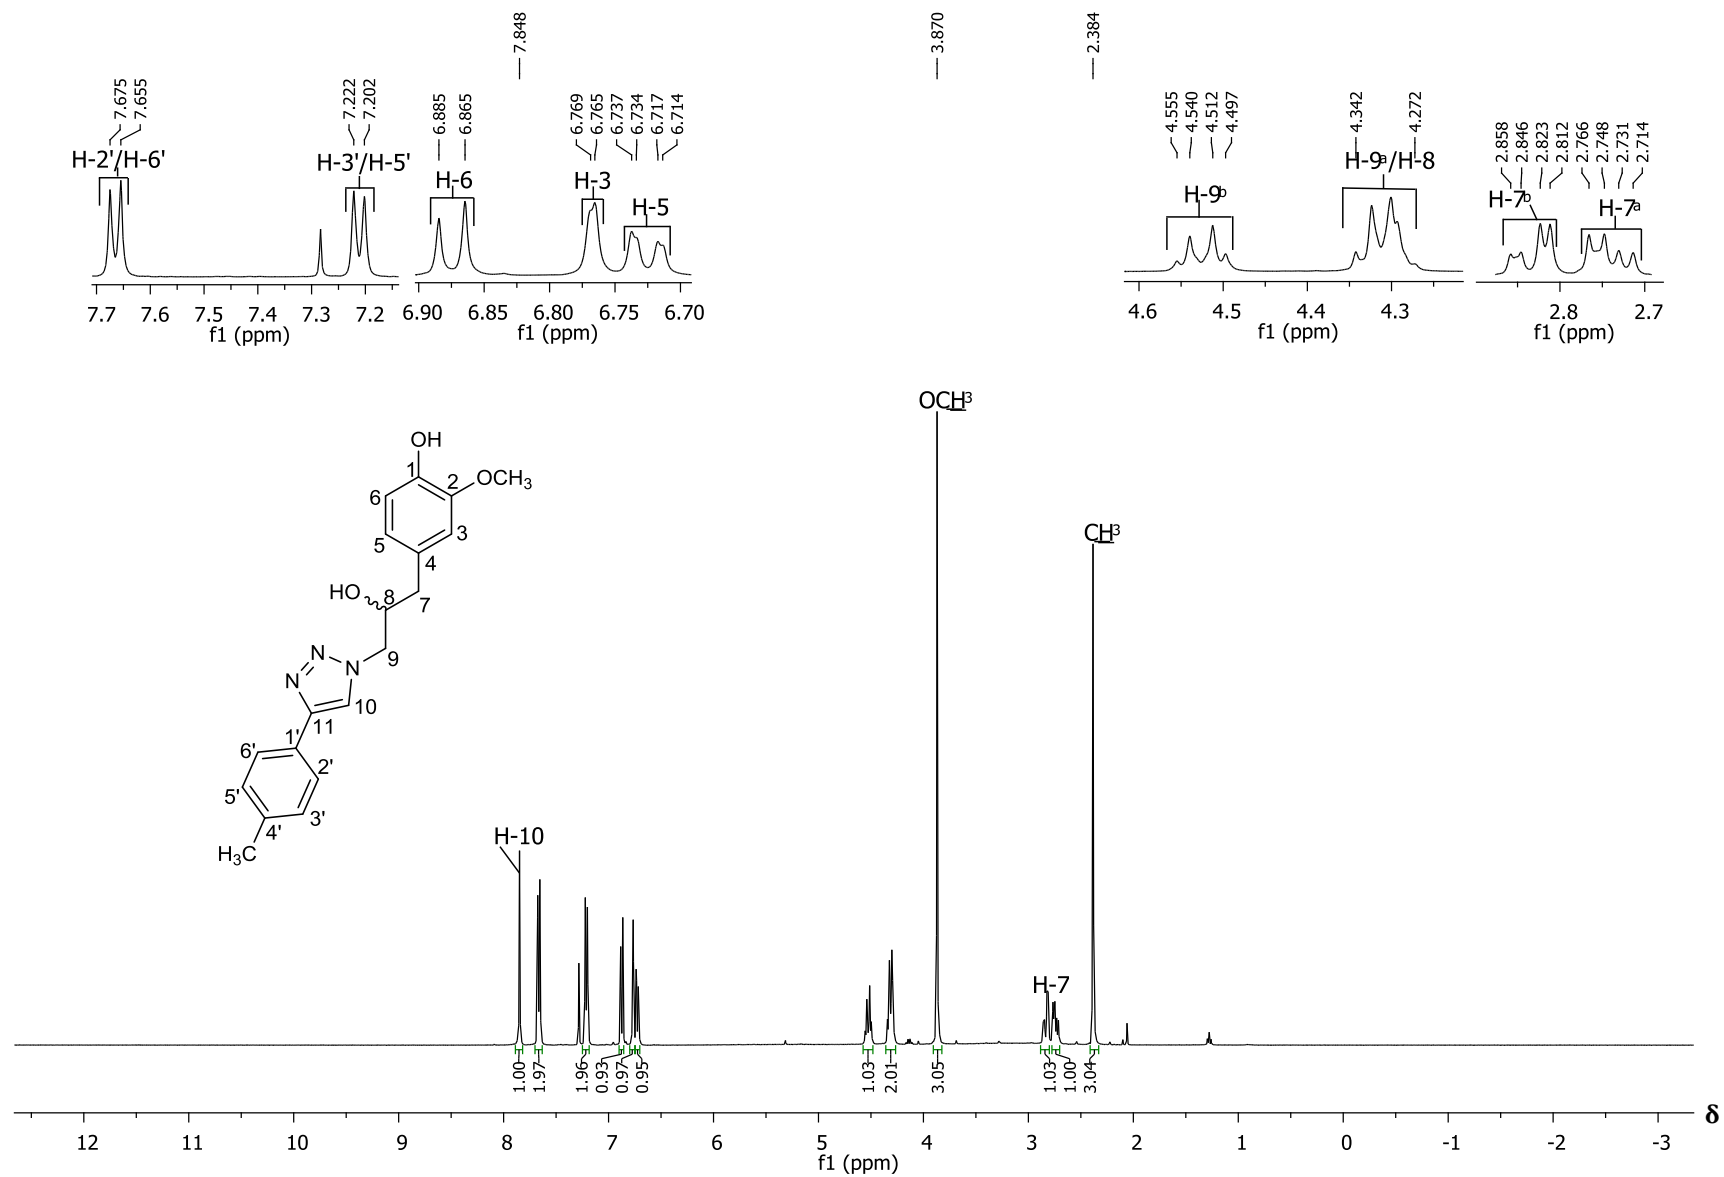 7.848
3.870
2.384
7.675
7.655
7.222
7.202
6.885
6.865
6.769
6.765
6.737
6.734
6.717
6.714
4.555
4.540
4.512
4.497
4.342
4.272
2.858
2.846
2.823
2.812
2.766
2.748
2.731
2.714
H-2'/H-6'
H-3'/H-5'
H-6
H-3
H-5
H-9b
H-9a/H-8
H-7b
H-7a
7.7 7.6 7.5 7.4 7.3 7.2
f1 (ppm)
6.90 6.85 6.80 6.75 6.70
f1 (ppm)
4.6 4.5 4.4 4.3
f1 (ppm)
2.8 2.7
f1 (ppm)
OCH3
CH3
OH
1
2
OCH3
6
3
5
4
HO
8
7
9
N
N
N
10
11
1'
6'
2'
5'
3'
4'
H3C
H-10
H-7
1.00
1.97
1.96
0.93
0.97
0.95
1.03
2.01
3.05
1.03
1.00
3.04
12 11 10 9 8 7 6 5 4 3 2 1 0 -1 -2 -3
f1 (ppm)
δ